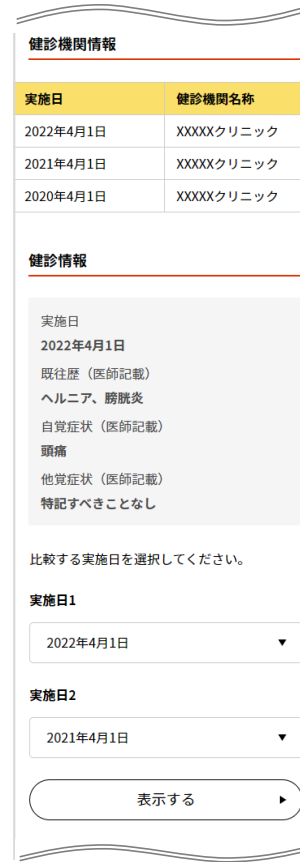 健診機関情報
実施日 健診機関名称
2022年4月1日 XXXXXクリニック
2021年4月1日 XXXXXクリニック
2020年4月1日 XXXXXクリニック
健診情報
実施日
2022年4月1日
既往歴（医師記載）
ヘルニア、膀胱炎
自覚症状（医師記載）
頭痛
他覚症状（医師記載）
特記すべきことなし
比較する実施日を選択してください。
実施日1
2022年4月1日
実施日2
2021年4月1日
表示する